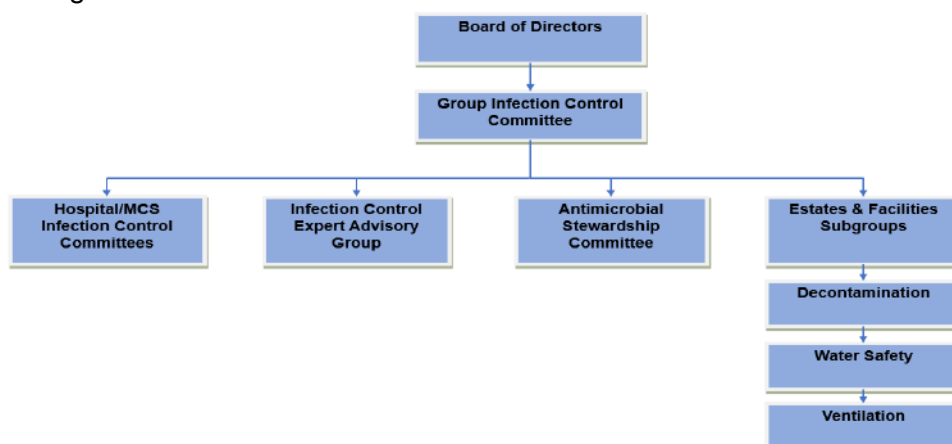 Board of Directors
Group Infection Control
Committee
Hospital/MCS
Infection Control
Committees
Infection Control
Expert Advisory
Group
Antimicrobial
Stewardship
Committee
Estates & Facilities
Subgroups
Decontamination
Water Safety
Ventilation